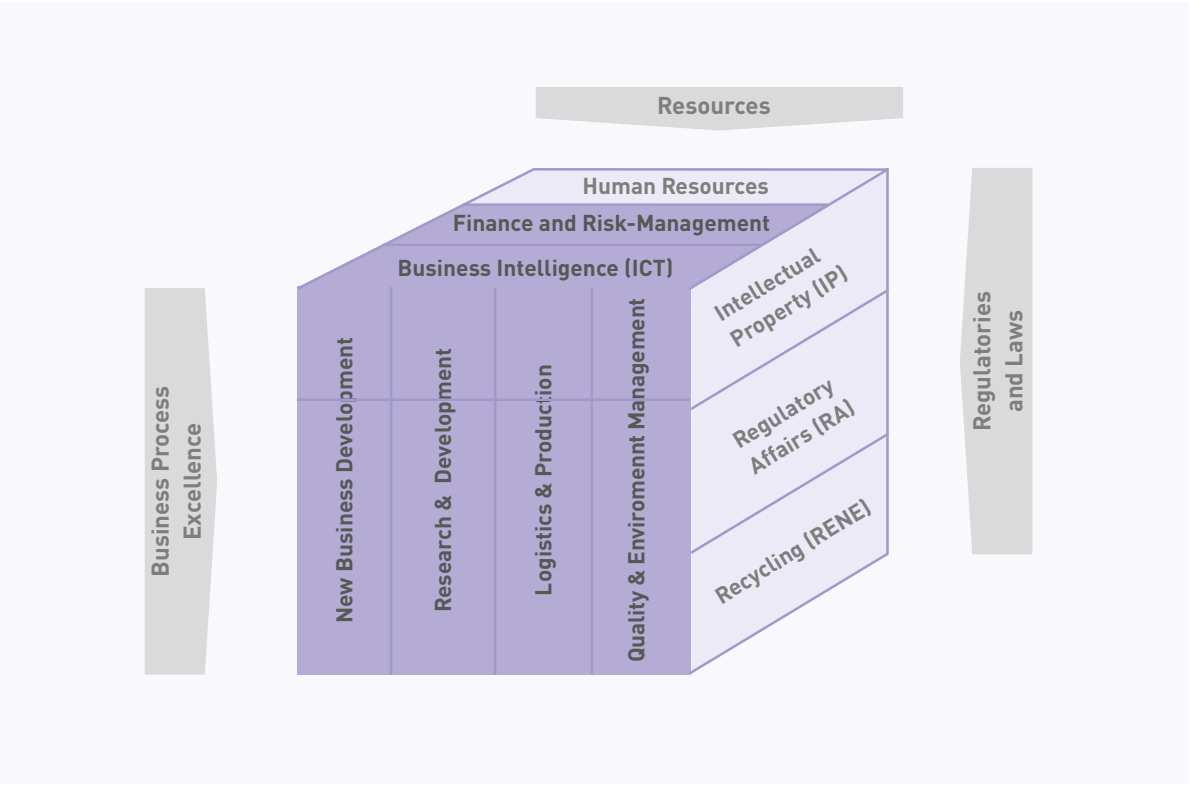 Resources
Human Resources
Finance and Risk-Management
Business Intelligence (ICT)
Business Process
Excellence
New Business Development
Research & Development
Logistics & Production
Quality & Enviromennt Management
Intellectual
Property (IP)
Regulatory
Affairs (RA)
Recycling (RENE)
Regulatories
and Laws